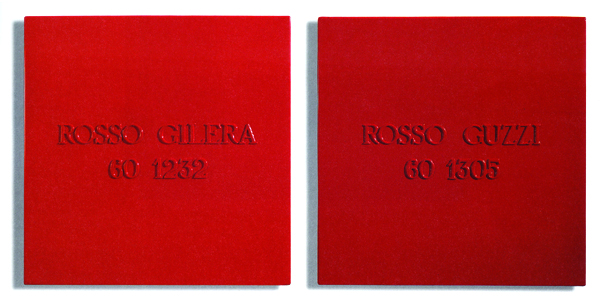 ROSSO GILERA
60 1232
ROSSO GUZZI
60 1305